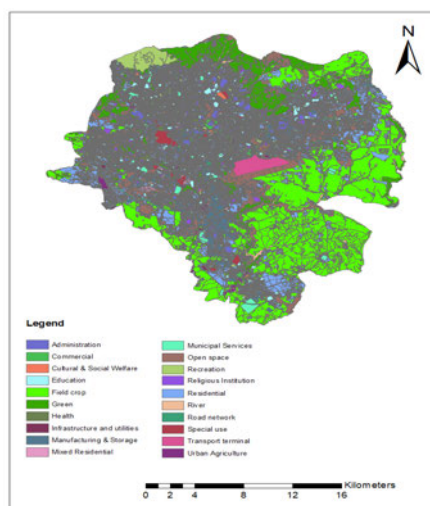 N
Legend
Administration
Commercial
Cultural & Social Welfare
Education
Field crop
Green
Health
Infrastructure and utilities
Manufacturing & Storage
Mixed Residential
Municipal Services
Open space
Recreation
Religious Institution
Residential
River
Road network
Special use
Transport terminal
Urban Agriculture
Kilometers
0 1 2 4 8 12 16